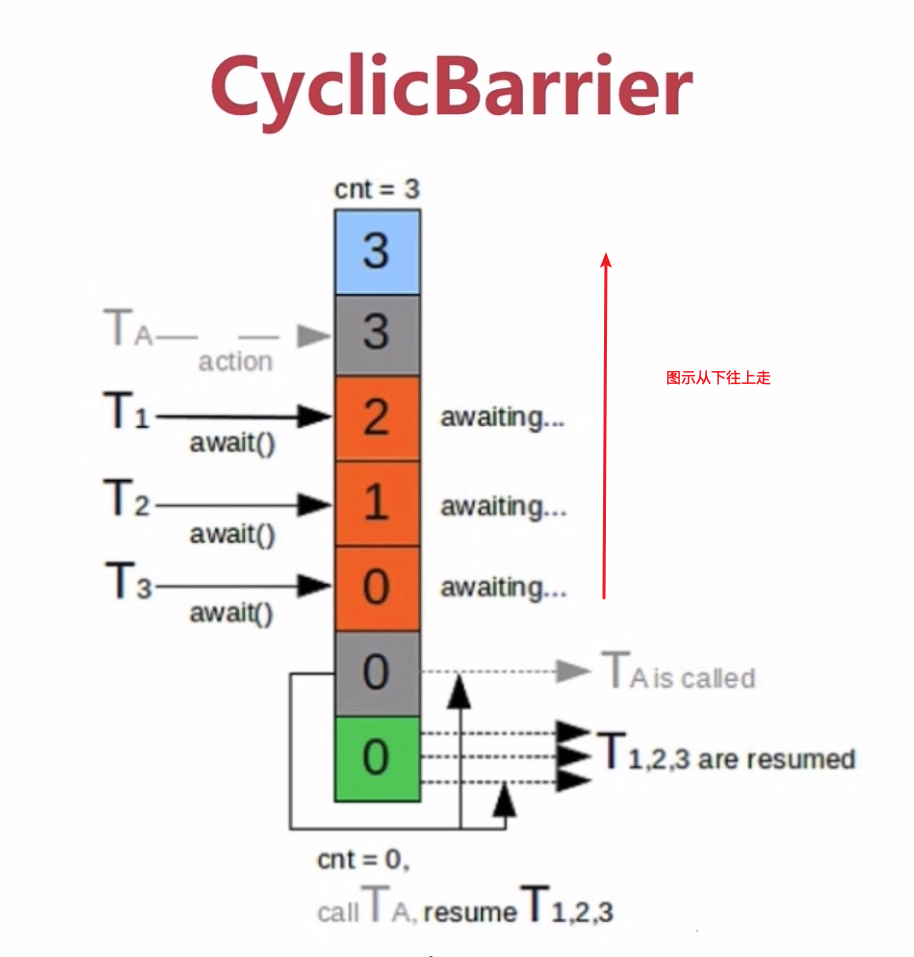 CyclicBarrier
cnt = 3
3
TA
3
action
图示从下往上走
T1
2
awaiting...
await()
T2
1
awaiting...
await()
T3
0
awaiting...
await()
0
TA is called
0
T1,2,3 are resumed
cnt = 0,
call TA, resume T1,2,3